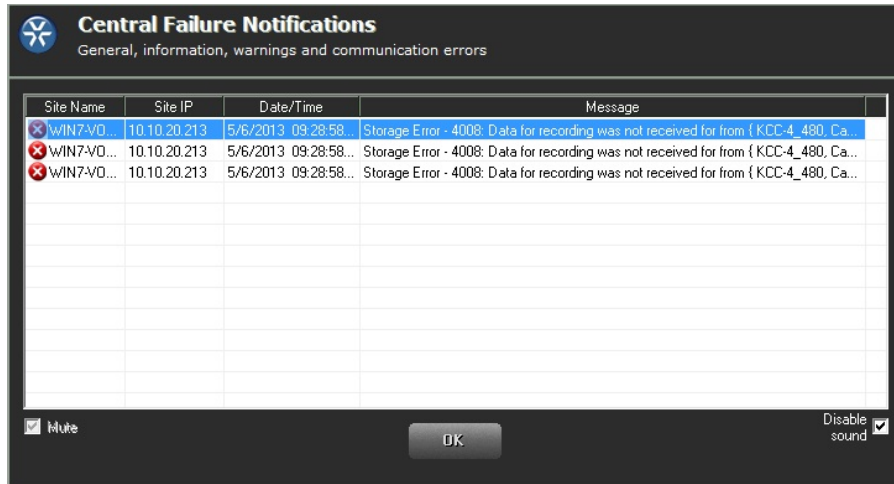 Central Failure Notifications
General, information, warnings and communication errors
Site Name Site IP Date/Time Message
WIN7-VO... 10.10.20.213 5/6/2013 09:28:58... Storage Error - 4008: Data for recording was not received for from { KCC-4_480, Ca...
WIN7-VO... 10.10.20.213 5/6/2013 09:28:58... Storage Error - 4008: Data for recording was not received for from { KCC-4_480, Ca...
WIN7-VO... 10.10.20.213 5/6/2013 09:28:58... Storage Error - 4008: Data for recording was not received for from { KCC-4_480, Ca...
Mute
OK
Disable
sound